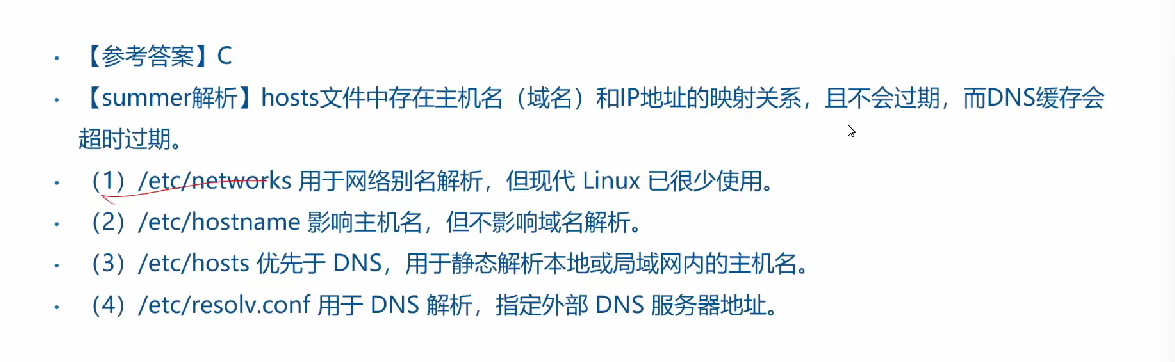 • 【参考答案】C
• 【summer解析】hosts文件中存在主机名（域名）和IP地址的映射关系，且不会过期，而DNS缓存会
超时过期。
• （1）/etc/networks 用于网络别名解析，但现代 Linux 已很少使用。
• （2）/etc/hostname 影响主机名，但不影响域名解析。
• （3）/etc/hosts 优先于 DNS，用于静态解析本地或局域网内的主机名。
• （4）/etc/resolv.conf 用于 DNS 解析，指定外部 DNS 服务器地址。